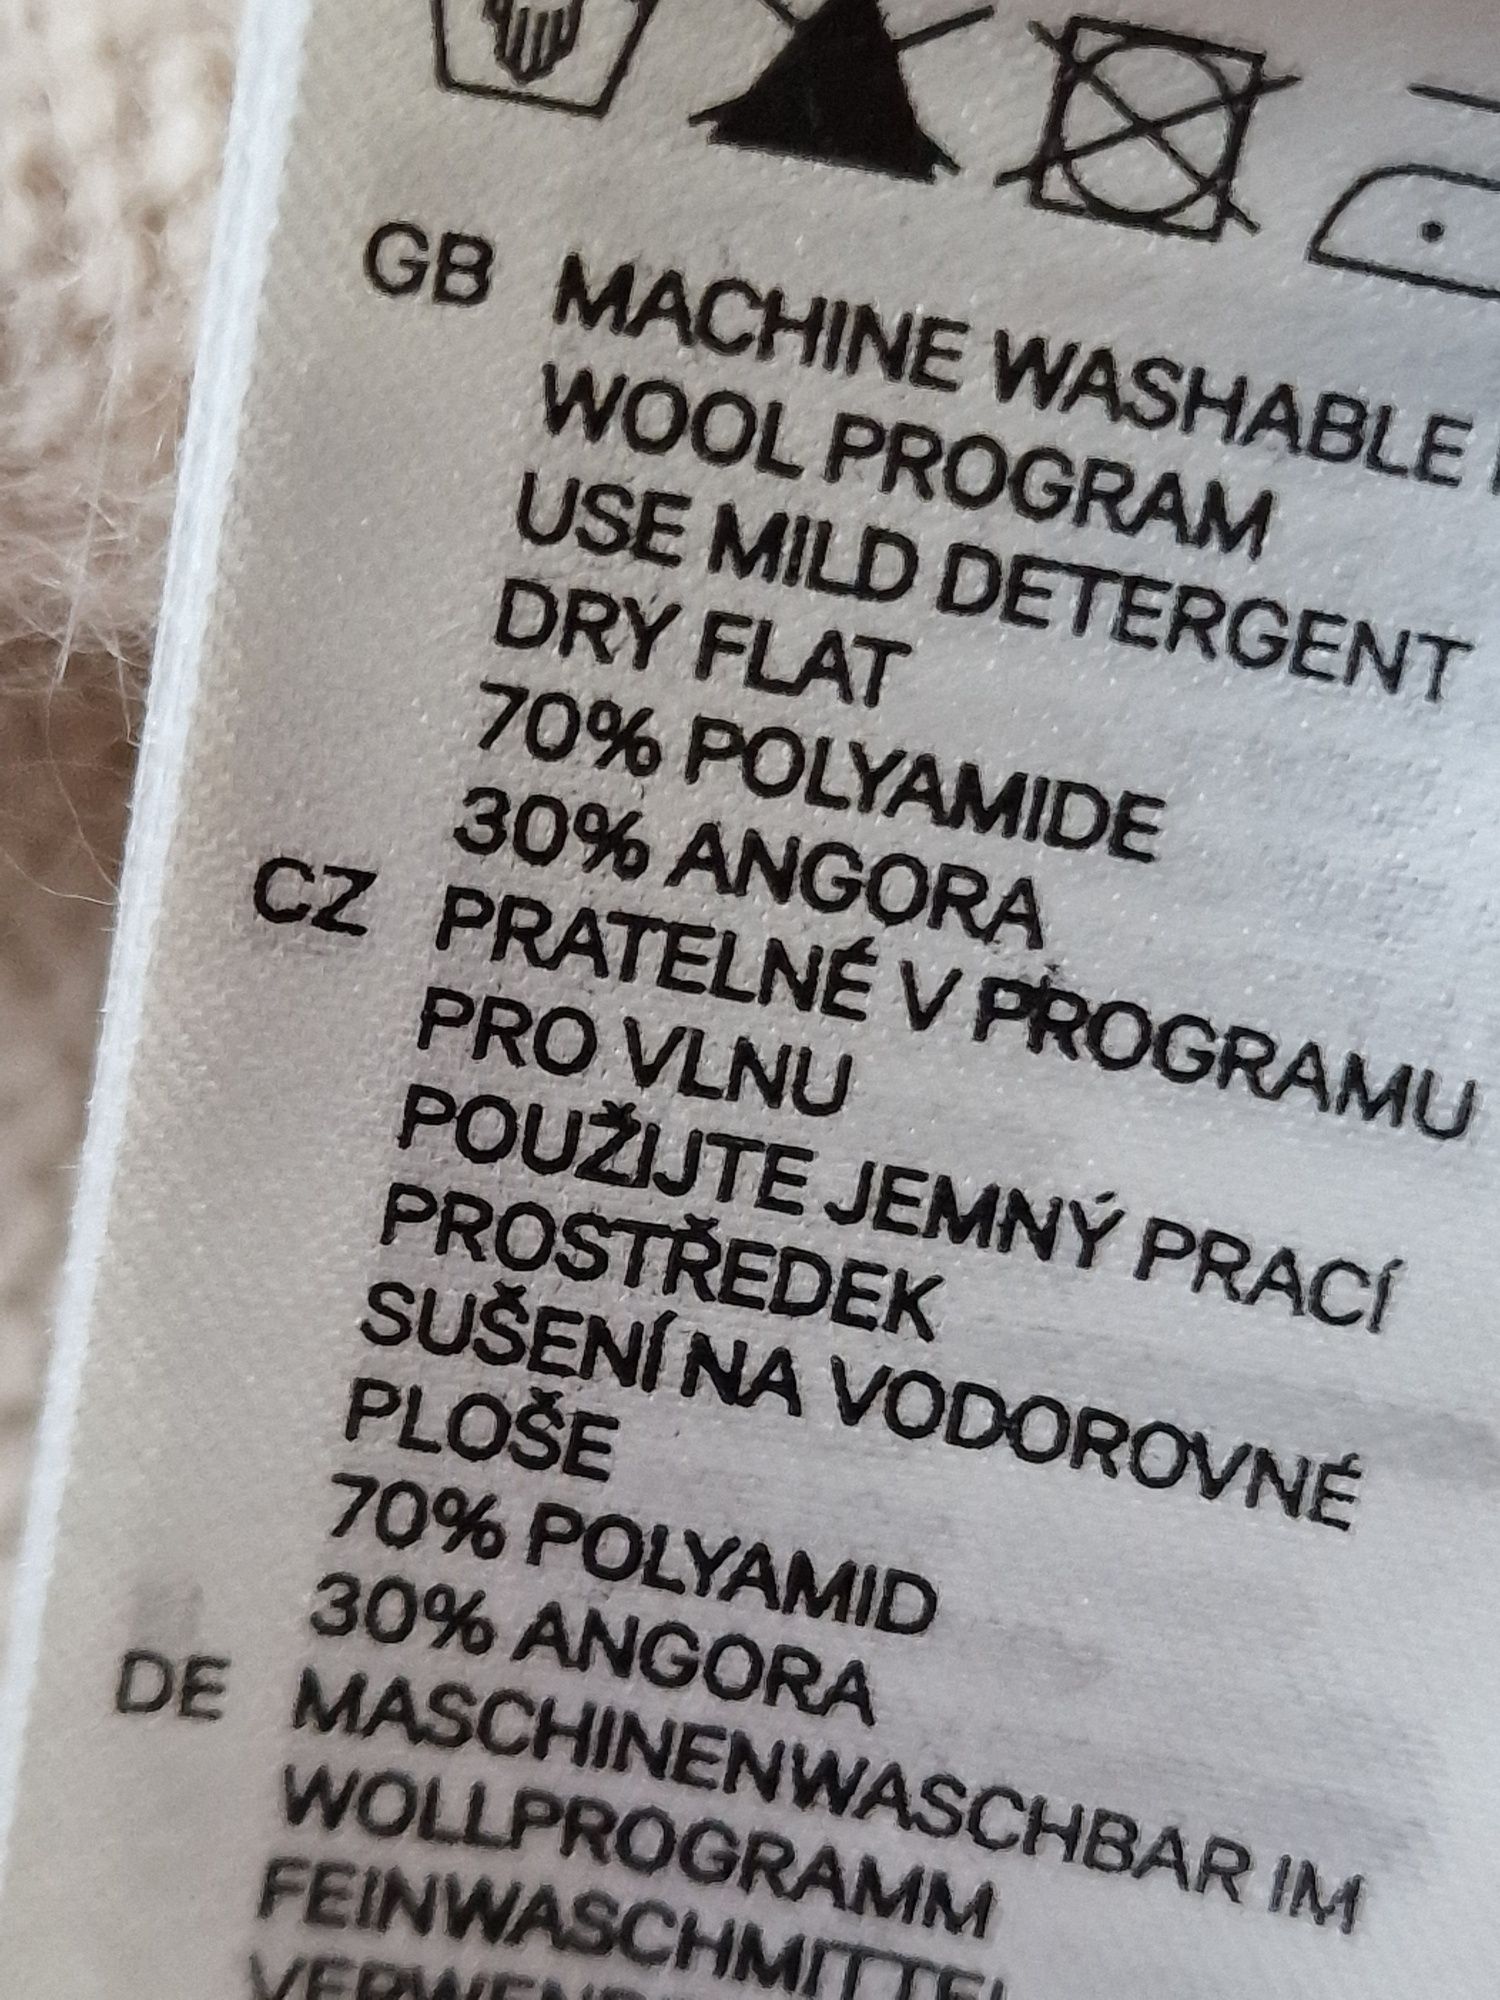 GB MACHINE WASHABLE
WOOL PROGRAM
USE MILD DETERGENT
DRY FLAT
70% POLYAMIDE
30% ANGORA
CZ PRATELNÉ V PROGRAMU
PRO VLNU
POUŽIJTE JEMNÝ PRACÍ
PROSTŘEDEK
SUŠENÍ NA VODOROVNÉ
PLOŠE
70% POLYAMID
30% ANGORA
DE MASCHINENWASCHBAR IM
WOLLPROGRAMM
FEINWASCHMITTEL